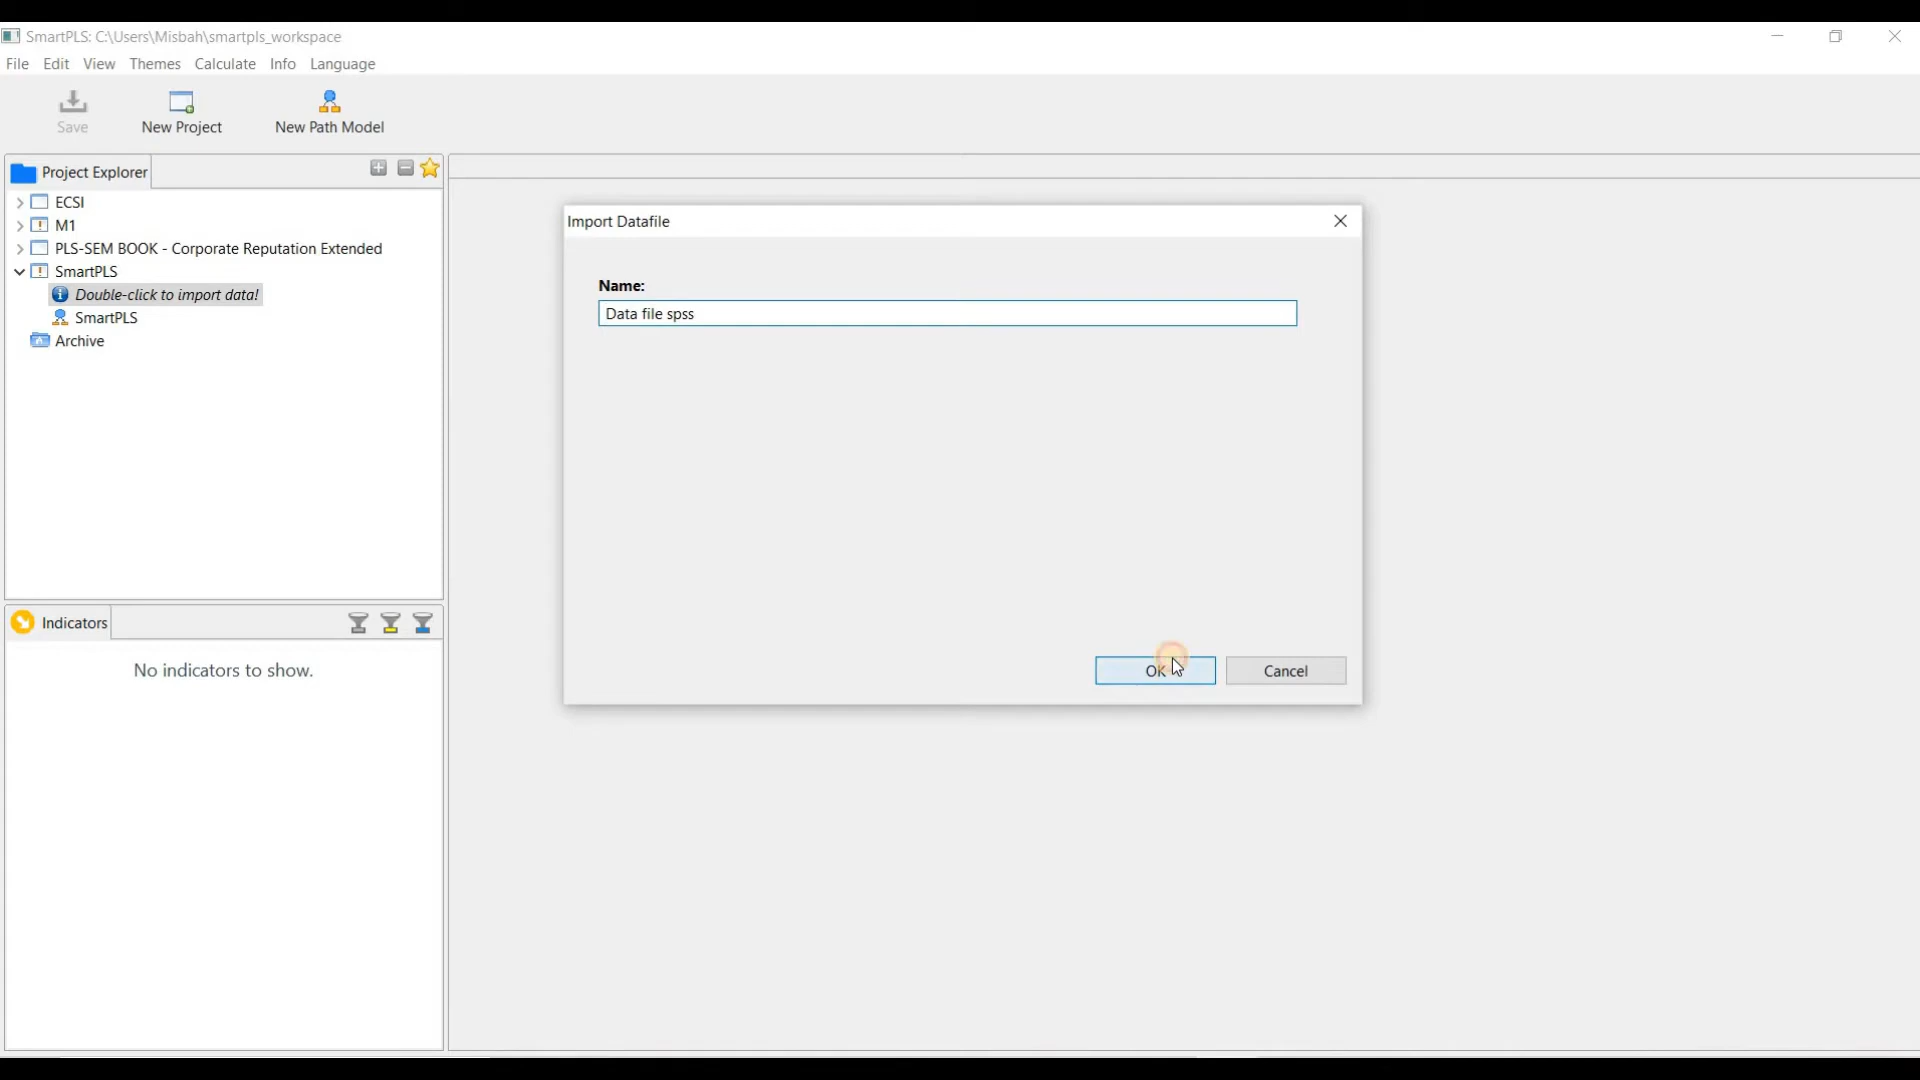 SmartPLS: C:\Users\Misbah\smartpls_workspace
File Edit View Themes Calculate Info Language
Save New Project New Path Model
Project Explorer
ECSI
M1
PLS-SEM BOOK - Corporate Reputation Extended
SmartPLS
Double-click to import data!
SmartPLS
Archive
Import Datafile
Name:
Data file spss
OK Cancel
Indicators
No indicators to show.